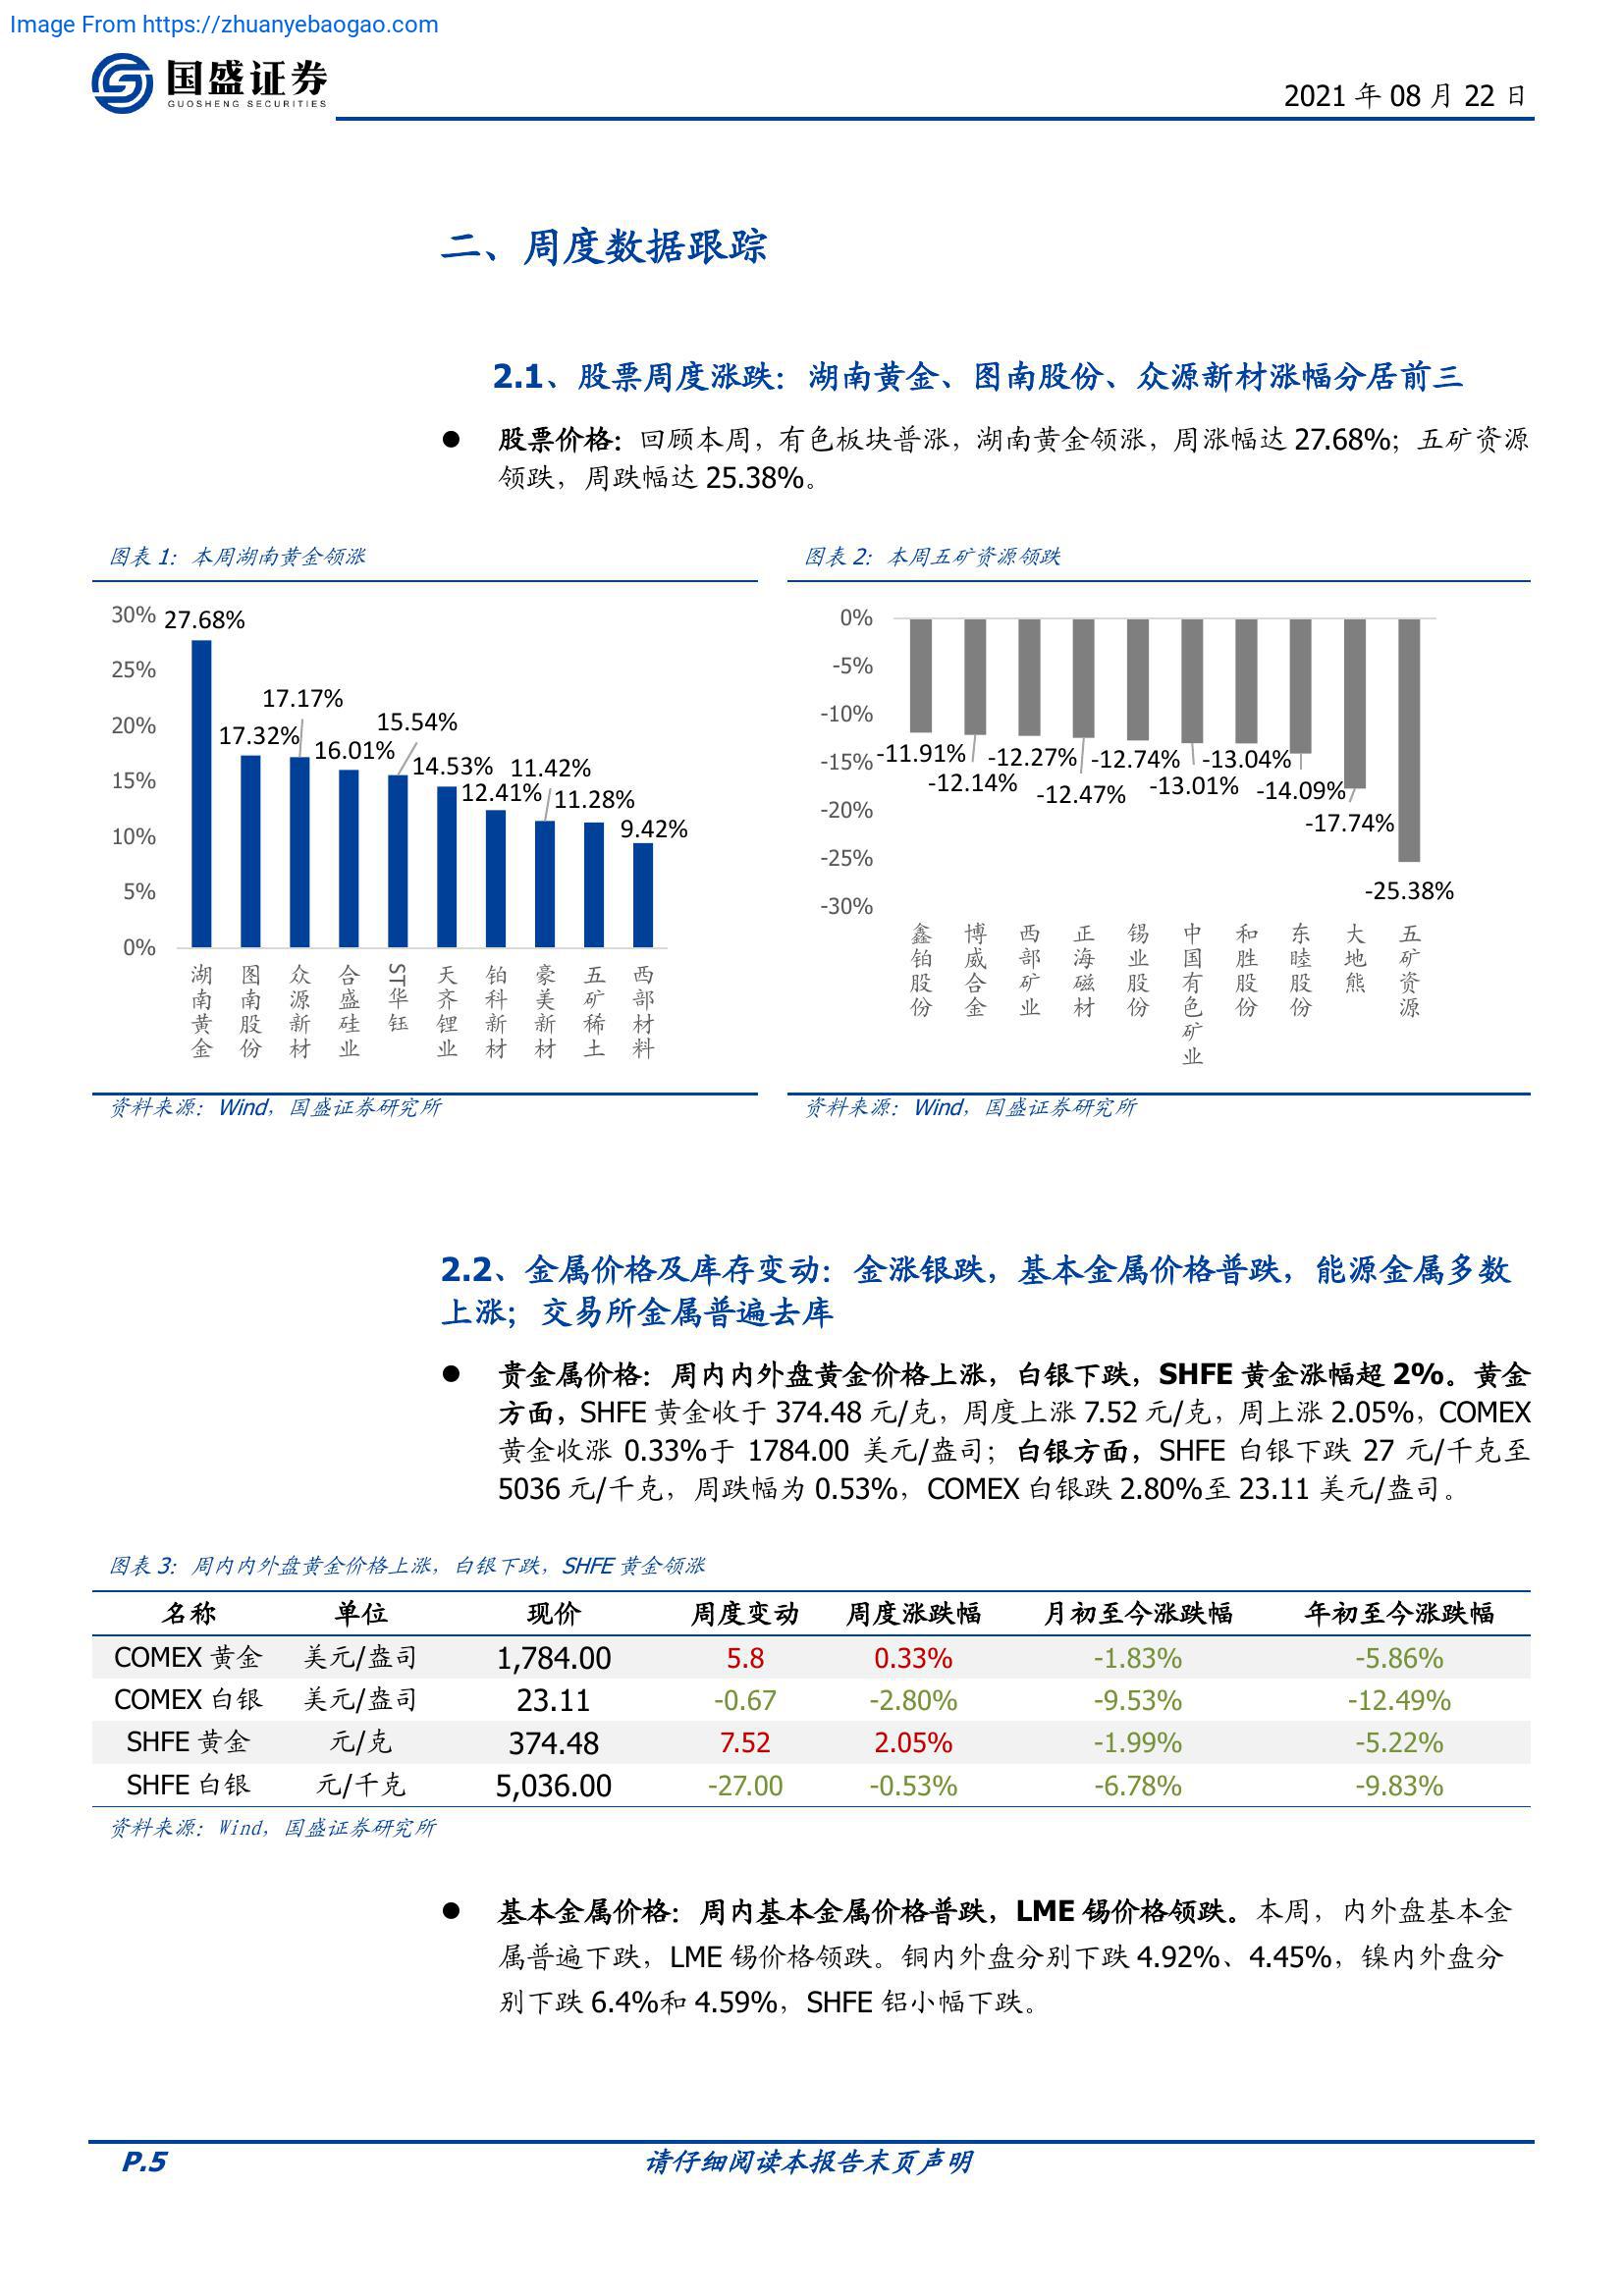 Image From https://zhuanyebaogao.com
国盛证券
GUOSHENG SECURITIES
2021 年 08 月 22 日
二、周度数据跟踪
2.1、股票周度涨跌：湖南黄金、图南股份、众源新材涨幅分居前三
● 股票价格：回顾本周，有色板块普涨，湖南黄金领涨，周涨幅达 27.68%；五矿资源
领跌，周跌幅达 25.38%。
图表 1：本周湖南黄金领涨
30%
25%
20%
15%
10%
5%
0%
27.68%
17.32%
17.17%
16.01%
15.54%
14.53%
12.41%
11.42%
11.28%
9.42%
湖南黄金
图南股份
众源新材
合盛硅业
ST华钰
天齐锂业
铂科新材
豪美新材
五矿稀土
西部材料
资料来源：Wind，国盛证券研究所
图表 2：本周五矿资源领跌
0%
-5%
-10%
-15%
-20%
-25%
-30%
-11.91%
-12.14%
-12.27%
-12.47%
-12.74%
-13.01%
-13.04%
-14.09%
-17.74%
-25.38%
鑫铂股份
博威合金
西部矿业
正海磁材
锡业股份
中国有色矿业
和胜股份
东睦股份
大地熊
五矿资源
资料来源：Wind，国盛证券研究所
2.2、金属价格及库存变动：金涨银跌，基本金属价格普跌，能源金属多数
上涨；交易所金属普遍去库
● 贵金属价格：周内内外盘黄金价格上涨，白银下跌，SHFE 黄金涨幅超 2%。黄金
方面，SHFE 黄金收于 374.48 元/克，周度上涨 7.52 元/克，周上涨 2.05%，COMEX
黄金收涨 0.33%于 1784.00 美元/盎司；白银方面，SHFE 白银下跌 27 元/千克至
5036 元/千克，周跌幅为 0.53%，COMEX 白银跌 2.80%至 23.11 美元/盎司。
图表 3：周内内外盘黄金价格上涨，白银下跌，SHFE 黄金领涨
名称 单位 现价 周度变动 周度涨跌幅 月初至今涨跌幅 年初至今涨跌幅
COMEX 黄金 美元/盎司 1,784.00 5.8 0.33% -1.83% -5.86%
COMEX 白银 美元/盎司 23.11 -0.67 -2.80% -9.53% -12.49%
SHFE 黄金 元/克 374.48 7.52 2.05% -1.99% -5.22%
SHFE 白银 元/千克 5,036.00 -27.00 -0.53% -6.78% -9.83%
资料来源：Wind，国盛证券研究所
● 基本金属价格：周内基本金属价格普跌，LME 锡价格领跌。本周，内外盘基本金
属普遍下跌，LME 锡价格领跌。铜内外盘分别下跌 4.92%、4.45%，镍内外盘分
别下跌 6.4%和 4.59%，SHFE 铝小幅下跌。
P.5
请仔细阅读本报告末页声明